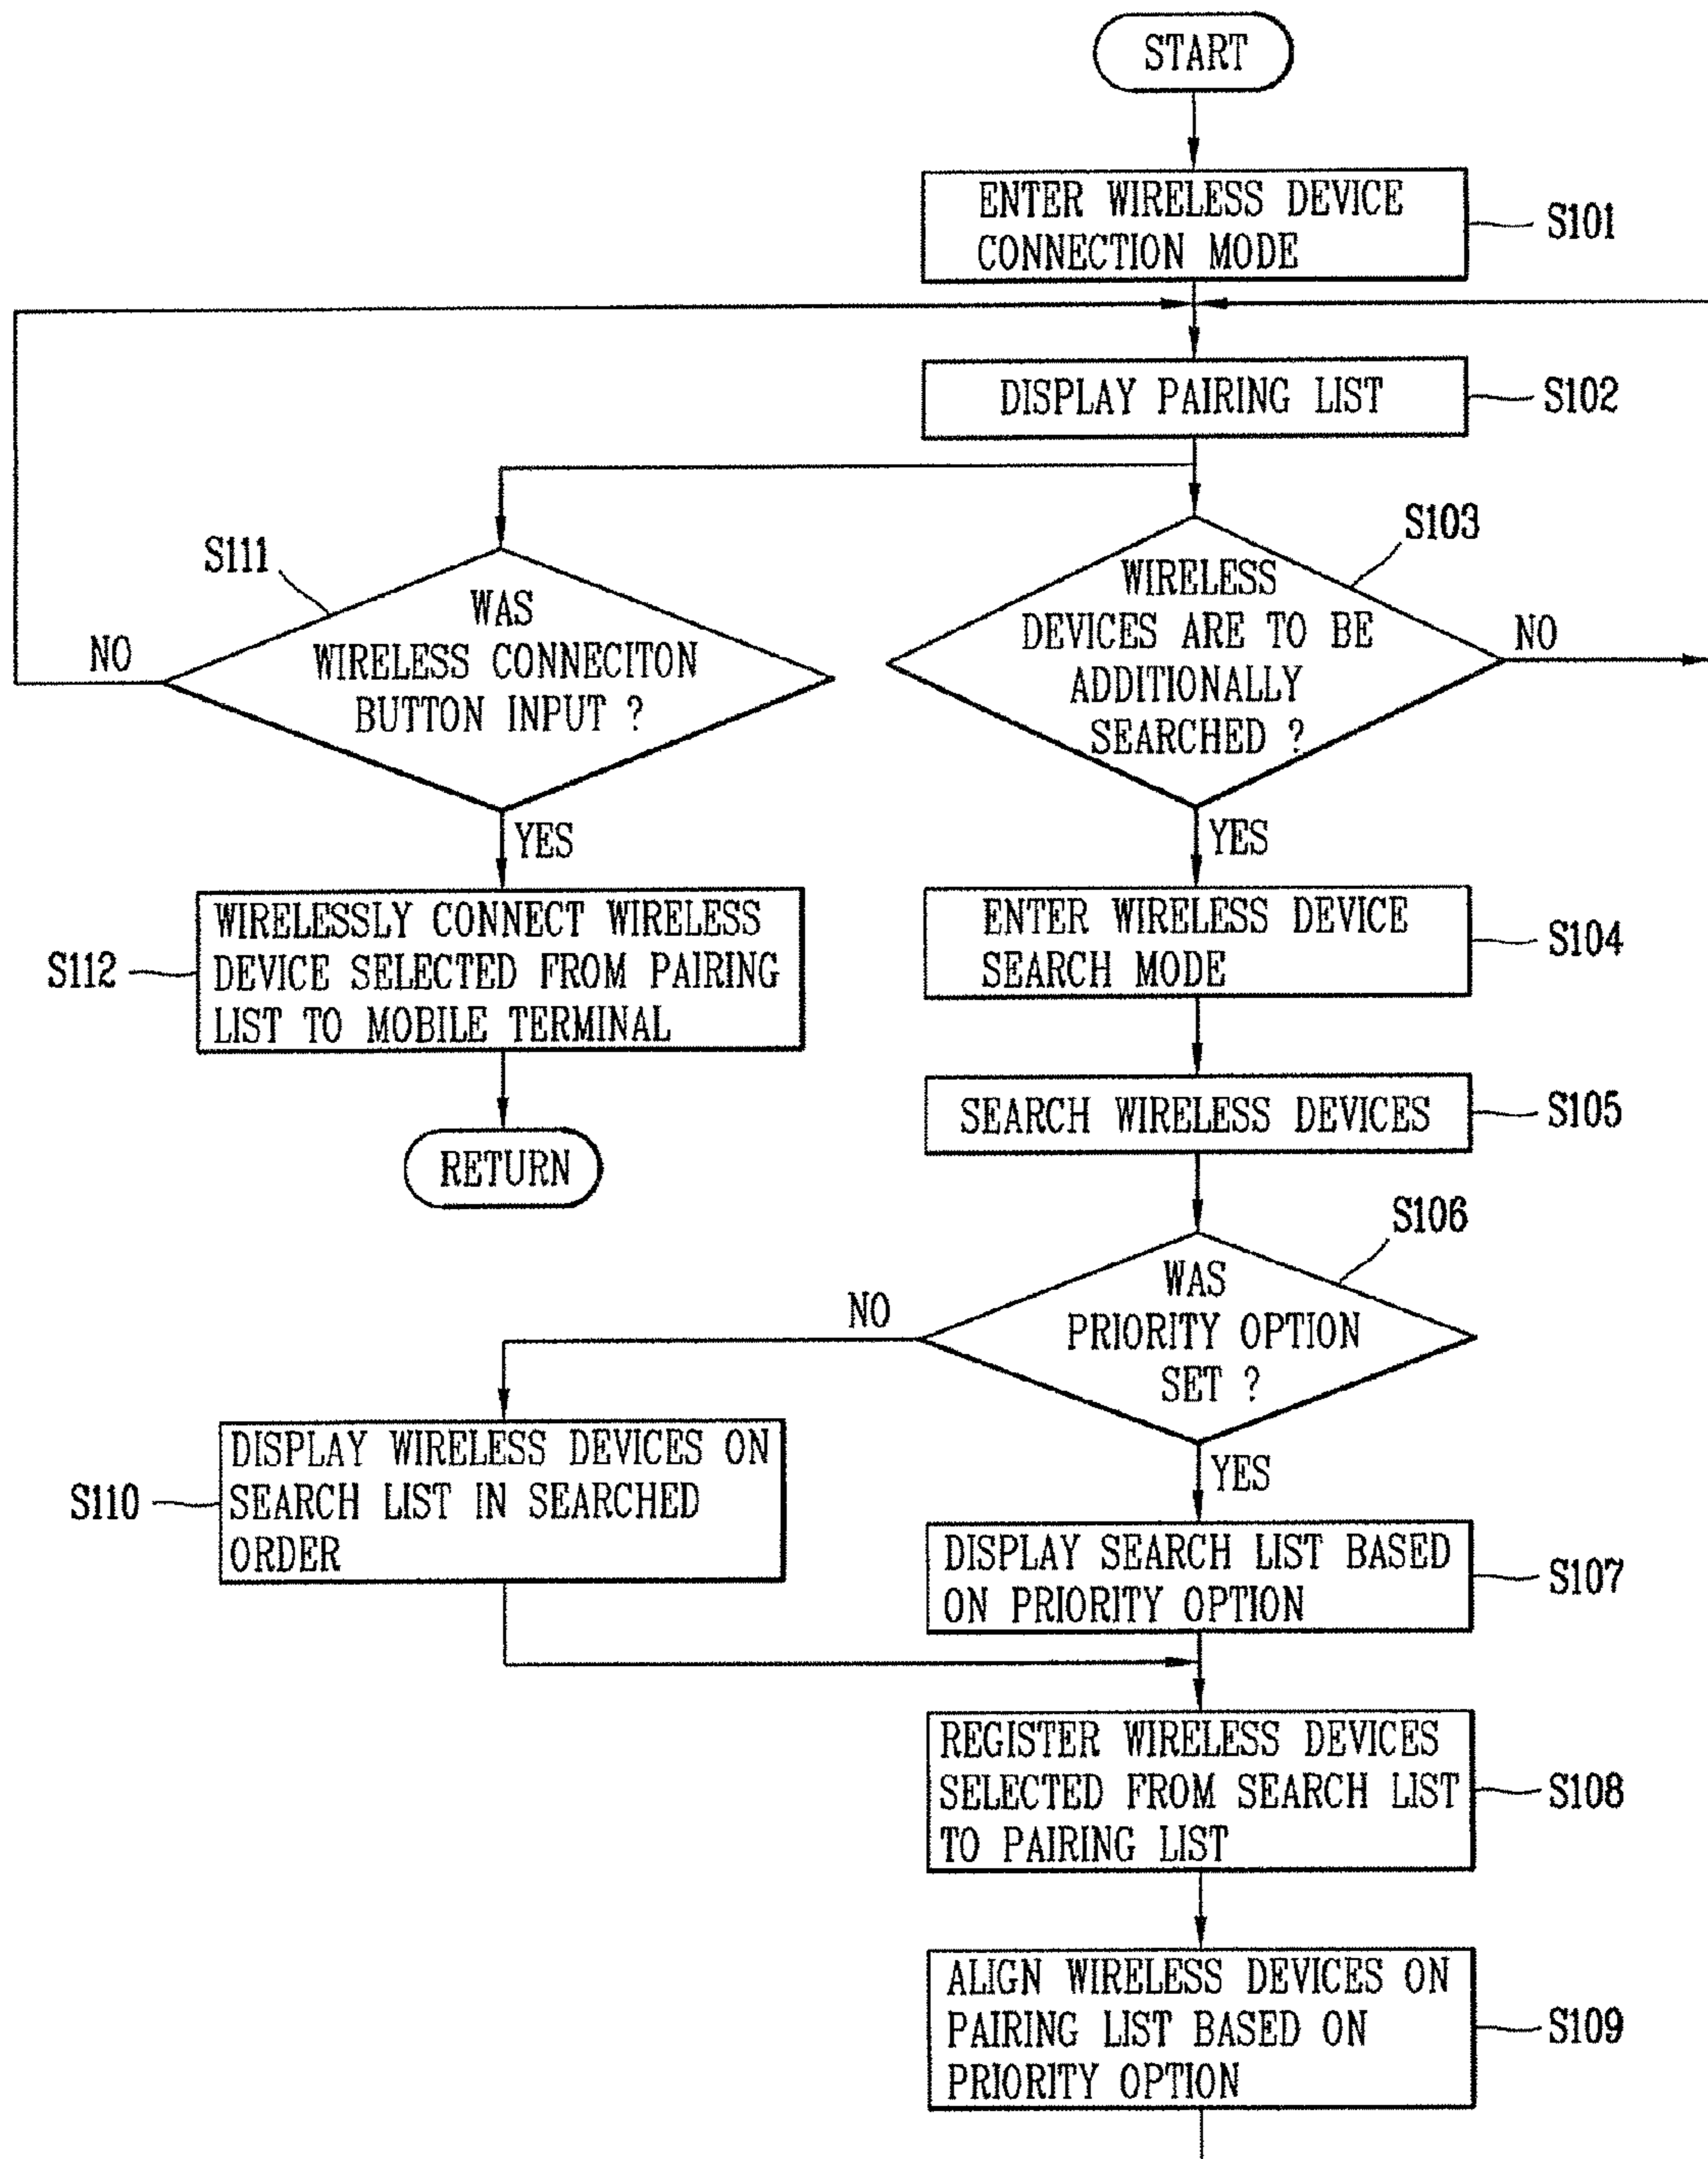 START
ENTER WIRELESS DEVICE
CONNECTION MODE
S101
DISPLAY PAIRING LIST
S102
S111
WAS
WIRELESS CONNECITON
BUTTON INPUT ?
NO
YES
S103
WIRELESS
DEVICES ARE TO BE
ADDITIONALLY
SEARCHED ?
NO
YES
WIRELESSLY CONNECT WIRELESS
DEVICE SELECTED FROM PAIRING
LIST TO MOBILE TERMINAL
S112
RETURN
ENTER WIRELESS DEVICE
SEARCH MODE
S104
SEARCH WIRELESS DEVICES
S105
S106
WAS
PRIORITY OPTION
SET ?
NO
YES
DISPLAY WIRELESS DEVICES ON
SEARCH LIST IN SEARCHED
ORDER
S110
DISPLAY SEARCH LIST BASED
ON PRIORITY OPTION
S107
REGISTER WIRELESS DEVICES
SELECTED FROM SEARCH LIST
TO PAIRING LIST
S108
ALIGN WIRELESS DEVICES ON
PAIRING LIST BASED ON
PRIORITY OPTION
S109